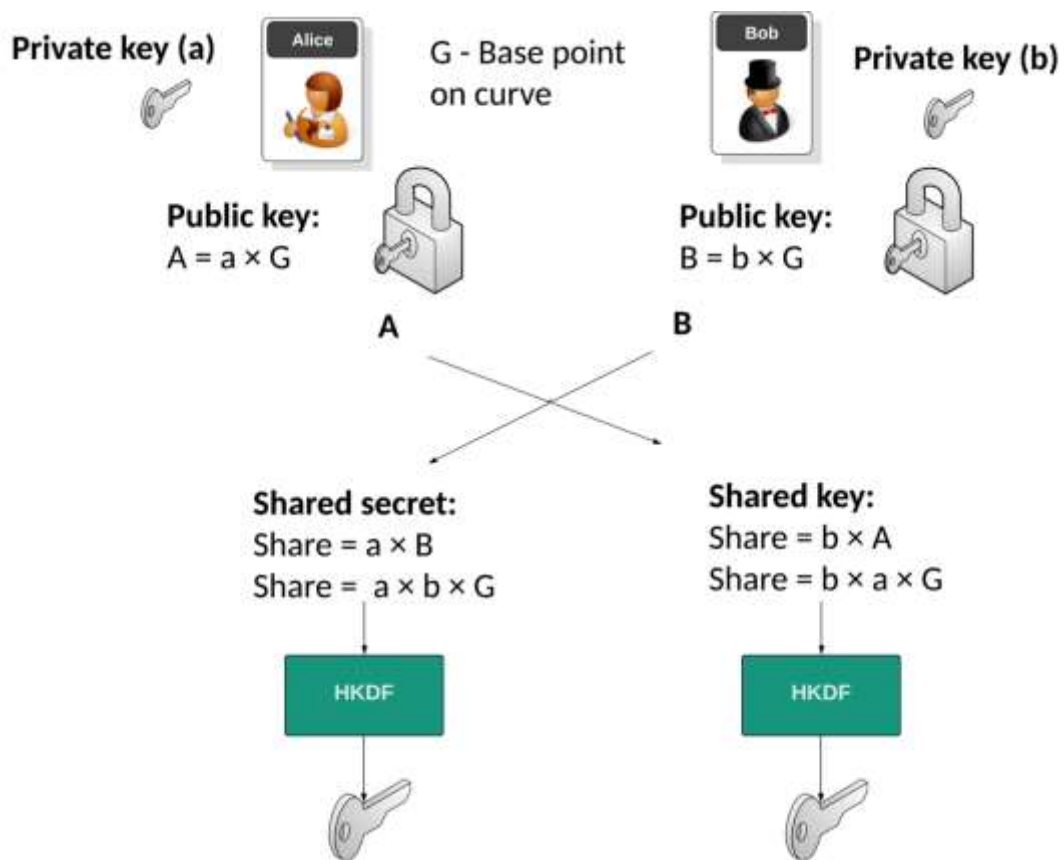 Private key (a)
Alice
G - Base point
on curve
Bob
Private key (b)
Public key:
A = a × G
Public key:
B = b × G
A
B
Shared secret:
Share = a × B
Share =  a × b × G
Shared key:
Share = b × A
Share = b × a × G
HKDF
HKDF